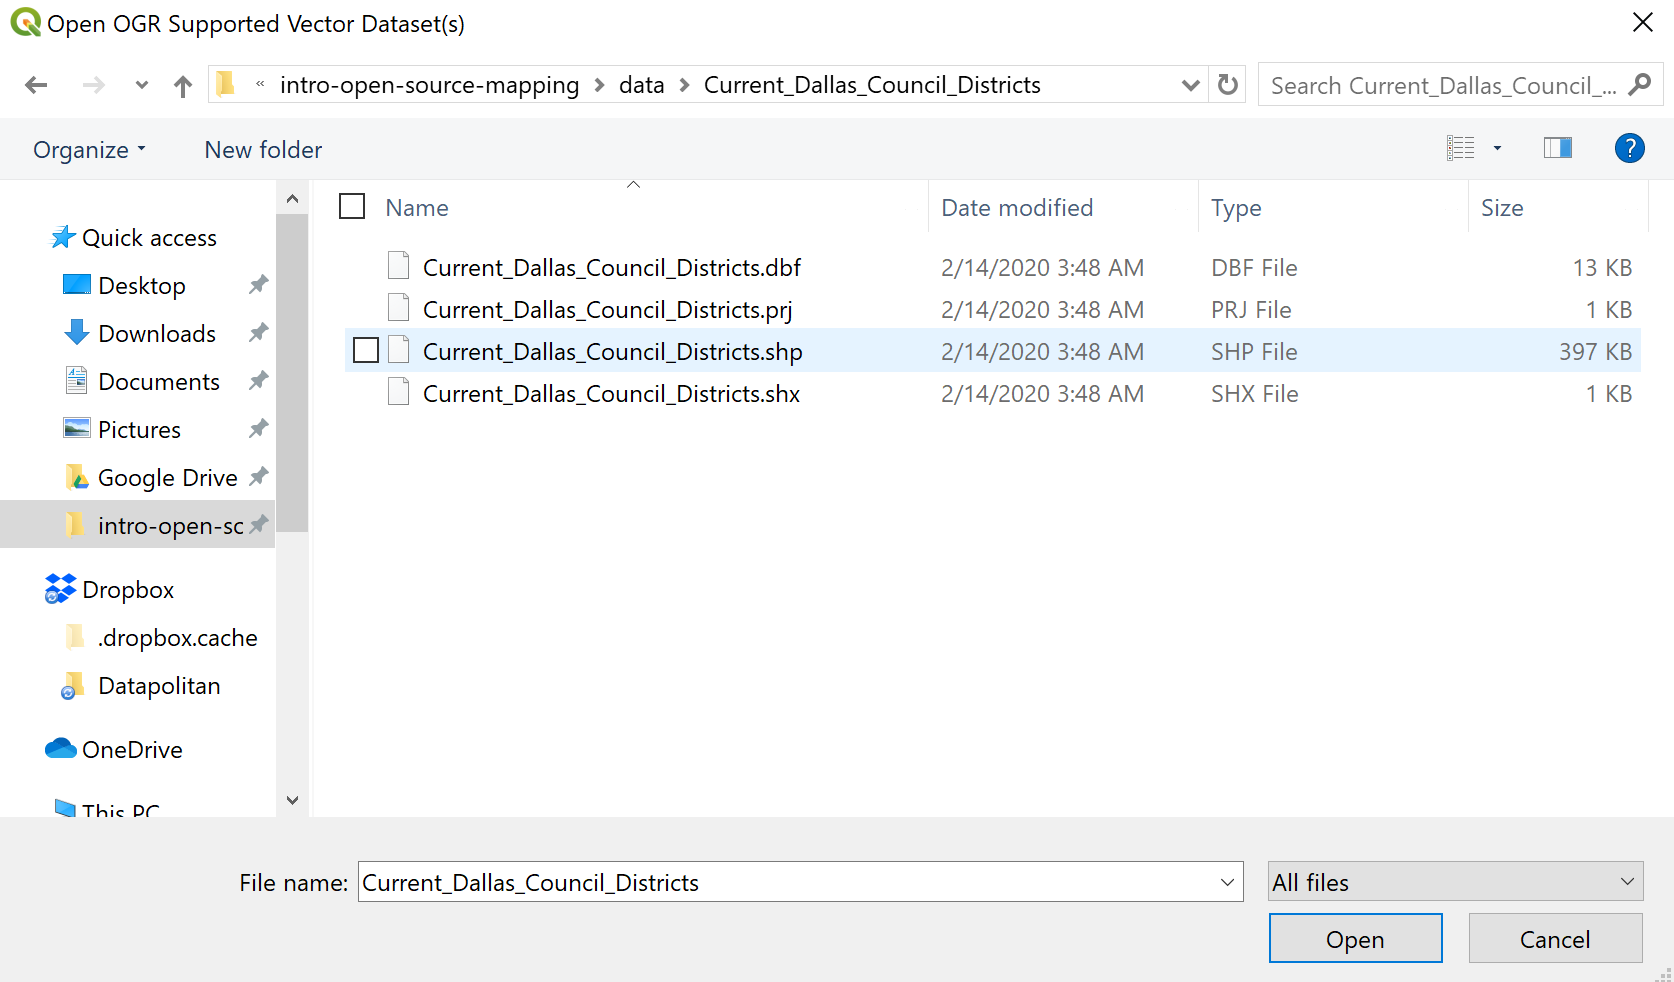 Open OGR Supported Vector Dataset(s)
« intro-open-source-mapping > data > Current_Dallas_Council_Districts
Search Current_Dallas_Council_...
Organize
New folder
?
Name Date modified Type Size
Quick access
Desktop
Downloads
Documents
Pictures
Google Drive
intro-open-sc
Dropbox
.dropbox.cache
Datapolitan
OneDrive
This PC
Current_Dallas_Council_Districts.dbf 2/14/2020 3:48 AM DBF File 13 KB
Current_Dallas_Council_Districts.prj 2/14/2020 3:48 AM PRJ File 1 KB
Current_Dallas_Council_Districts.shp 2/14/2020 3:48 AM SHP File 397 KB
Current_Dallas_Council_Districts.shx 2/14/2020 3:48 AM SHX File 1 KB
File name: Current_Dallas_Council_Districts
All files
Open
Cancel